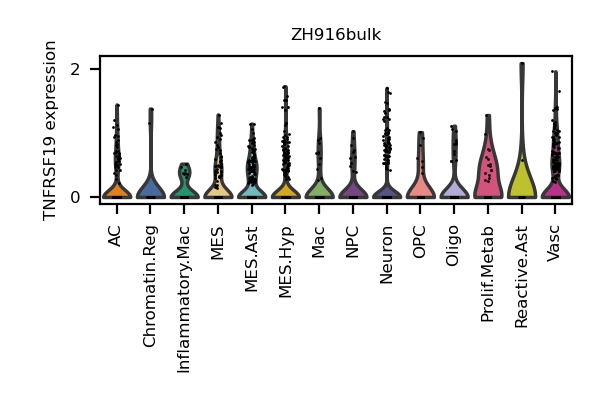 ZH916bulk
TNFRSF19 expression
2
0
AC
Chromatin.Reg
Inflammatory.Mac
MES
MES.Ast
MES.Hyp
Mac
NPC
Neuron
OPC
Oligo
Prolif.Metab
Reactive.Ast
Vasc